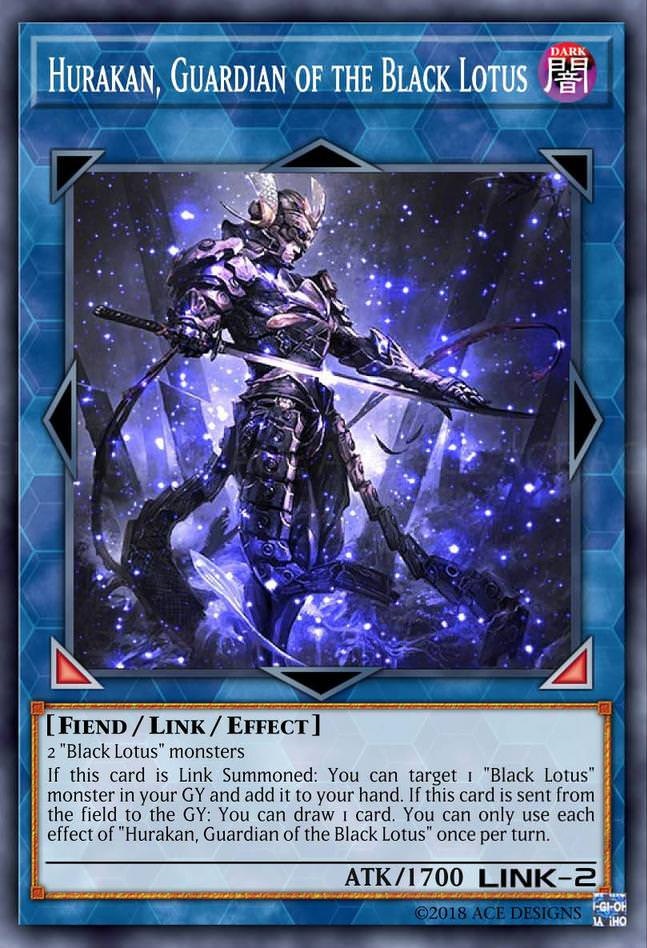 Hurakan, Guardian of the Black Lotus
DARK
闇
[Fiend / Link / Effect]
2 "Black Lotus" monsters
If this card is Link Summoned: You can target 1 "Black Lotus"
monster in your GY and add it to your hand. If this card is sent from
the field to the GY: You can draw 1 card. You can only use each
effect of "Hurakan, Guardian of the Black Lotus" once per turn.
ATK/1700 LINK-2
©2018 ACE DESIGNS